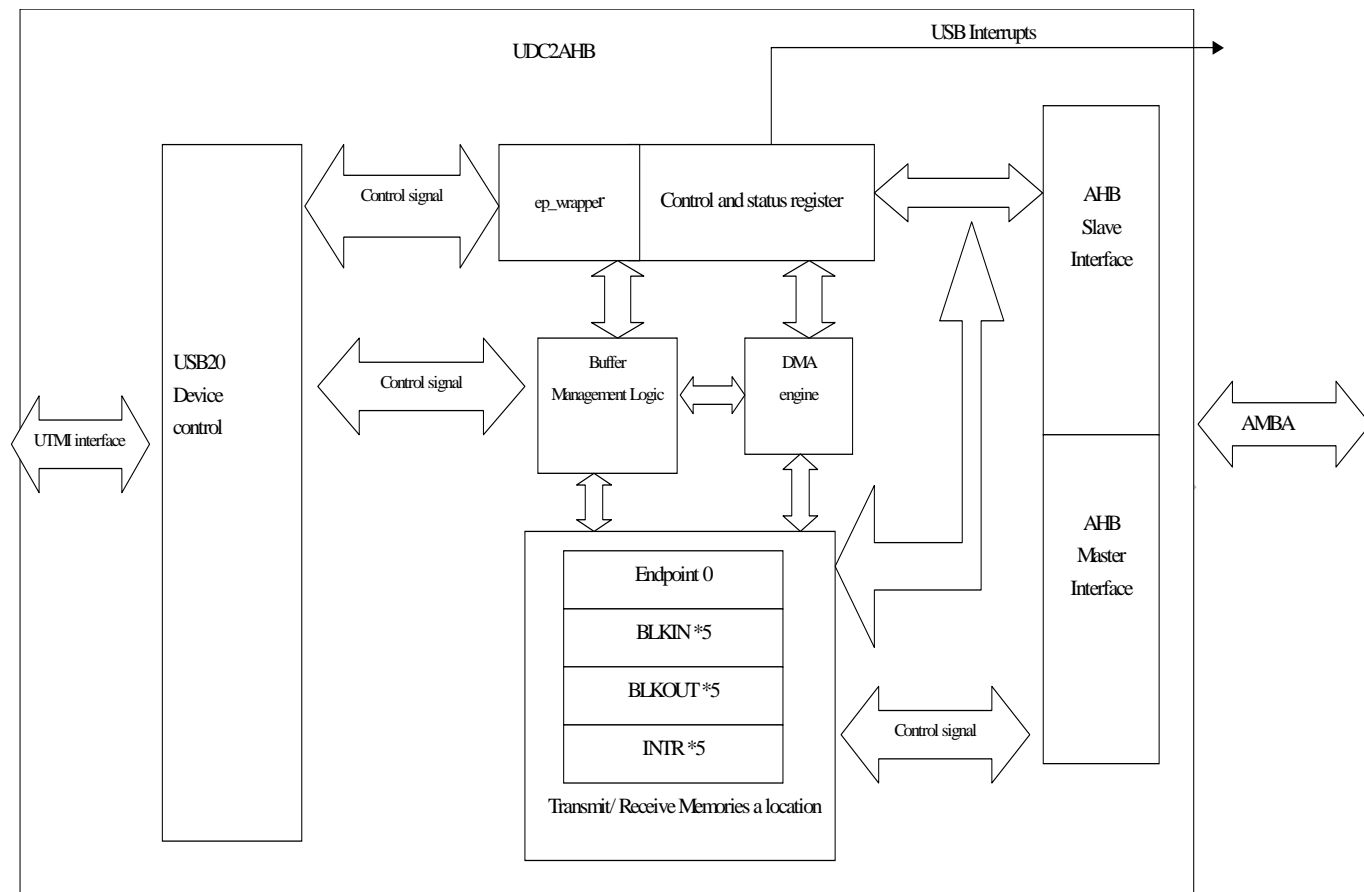 USB Interrupts
UDC2AHB
Control signal
ep_wrapper
Control and status register
AHB
Slave
Interface
USB20
Device
control
Control signal
Buffer
Management Logic
DMA
engine
UTMI interface
AMBA
AHB
Master
Interface
Endpoint 0
BLKIN *5
BLKOUT *5
INTR *5
Control signal
Transmit/ Receive Memories a location